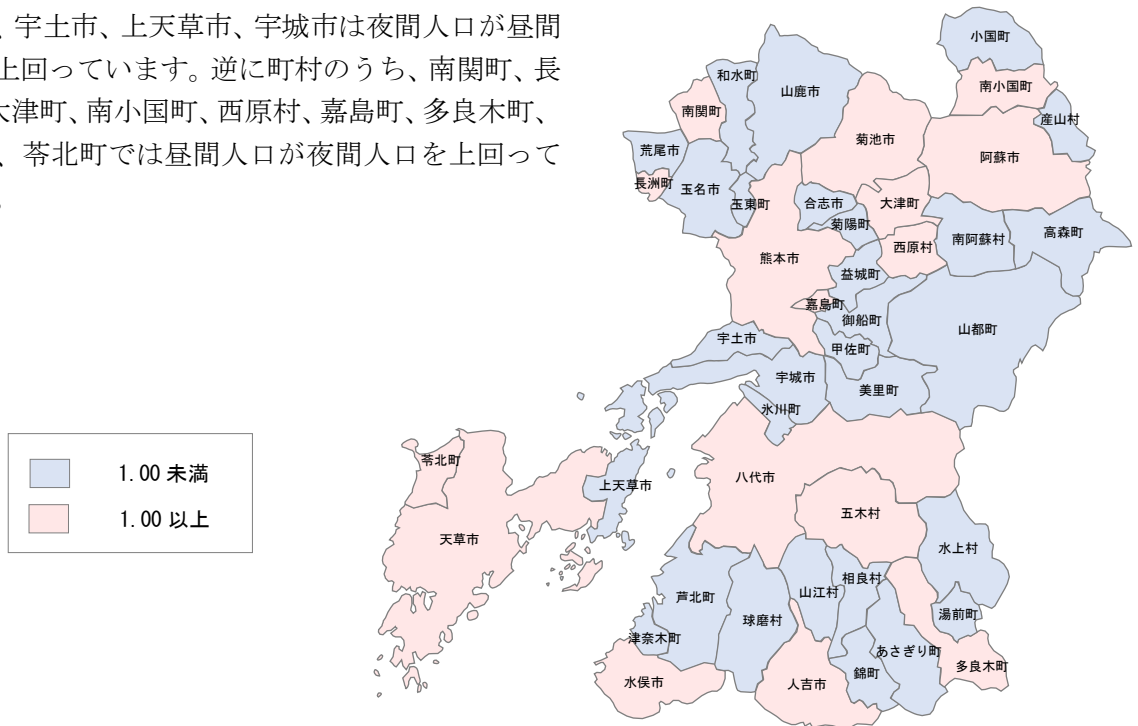 、宇土市、上天草市、宇城市は夜間人口が昼間
上回っています。逆に町村のうち、南関町、長
大津町、南小国町、西原村、嘉島町、多良木町、
、苓北町では昼間人口が夜間人口を上回って
。
小国町
和水町
山鹿市
南小国町
南関町
産山村
菊池市
荒尾市
阿蘇市
長洲町
玉名市
玉東町
合志市
大津町
菊陽町
高森町
西原村
南阿蘇村
熊本市
益城町
嘉島町
御船町
山都町
宇土市
甲佐町
宇城市
美里町
氷川町
1.00 未満
1.00 以上
苓北町
八代市
上天草市
五木村
天草市
水上村
相良村
山江村
芦北町
湯前町
球磨村
津奈木町
あさぎり町
多良木町
錦町
水俣市
人吉市